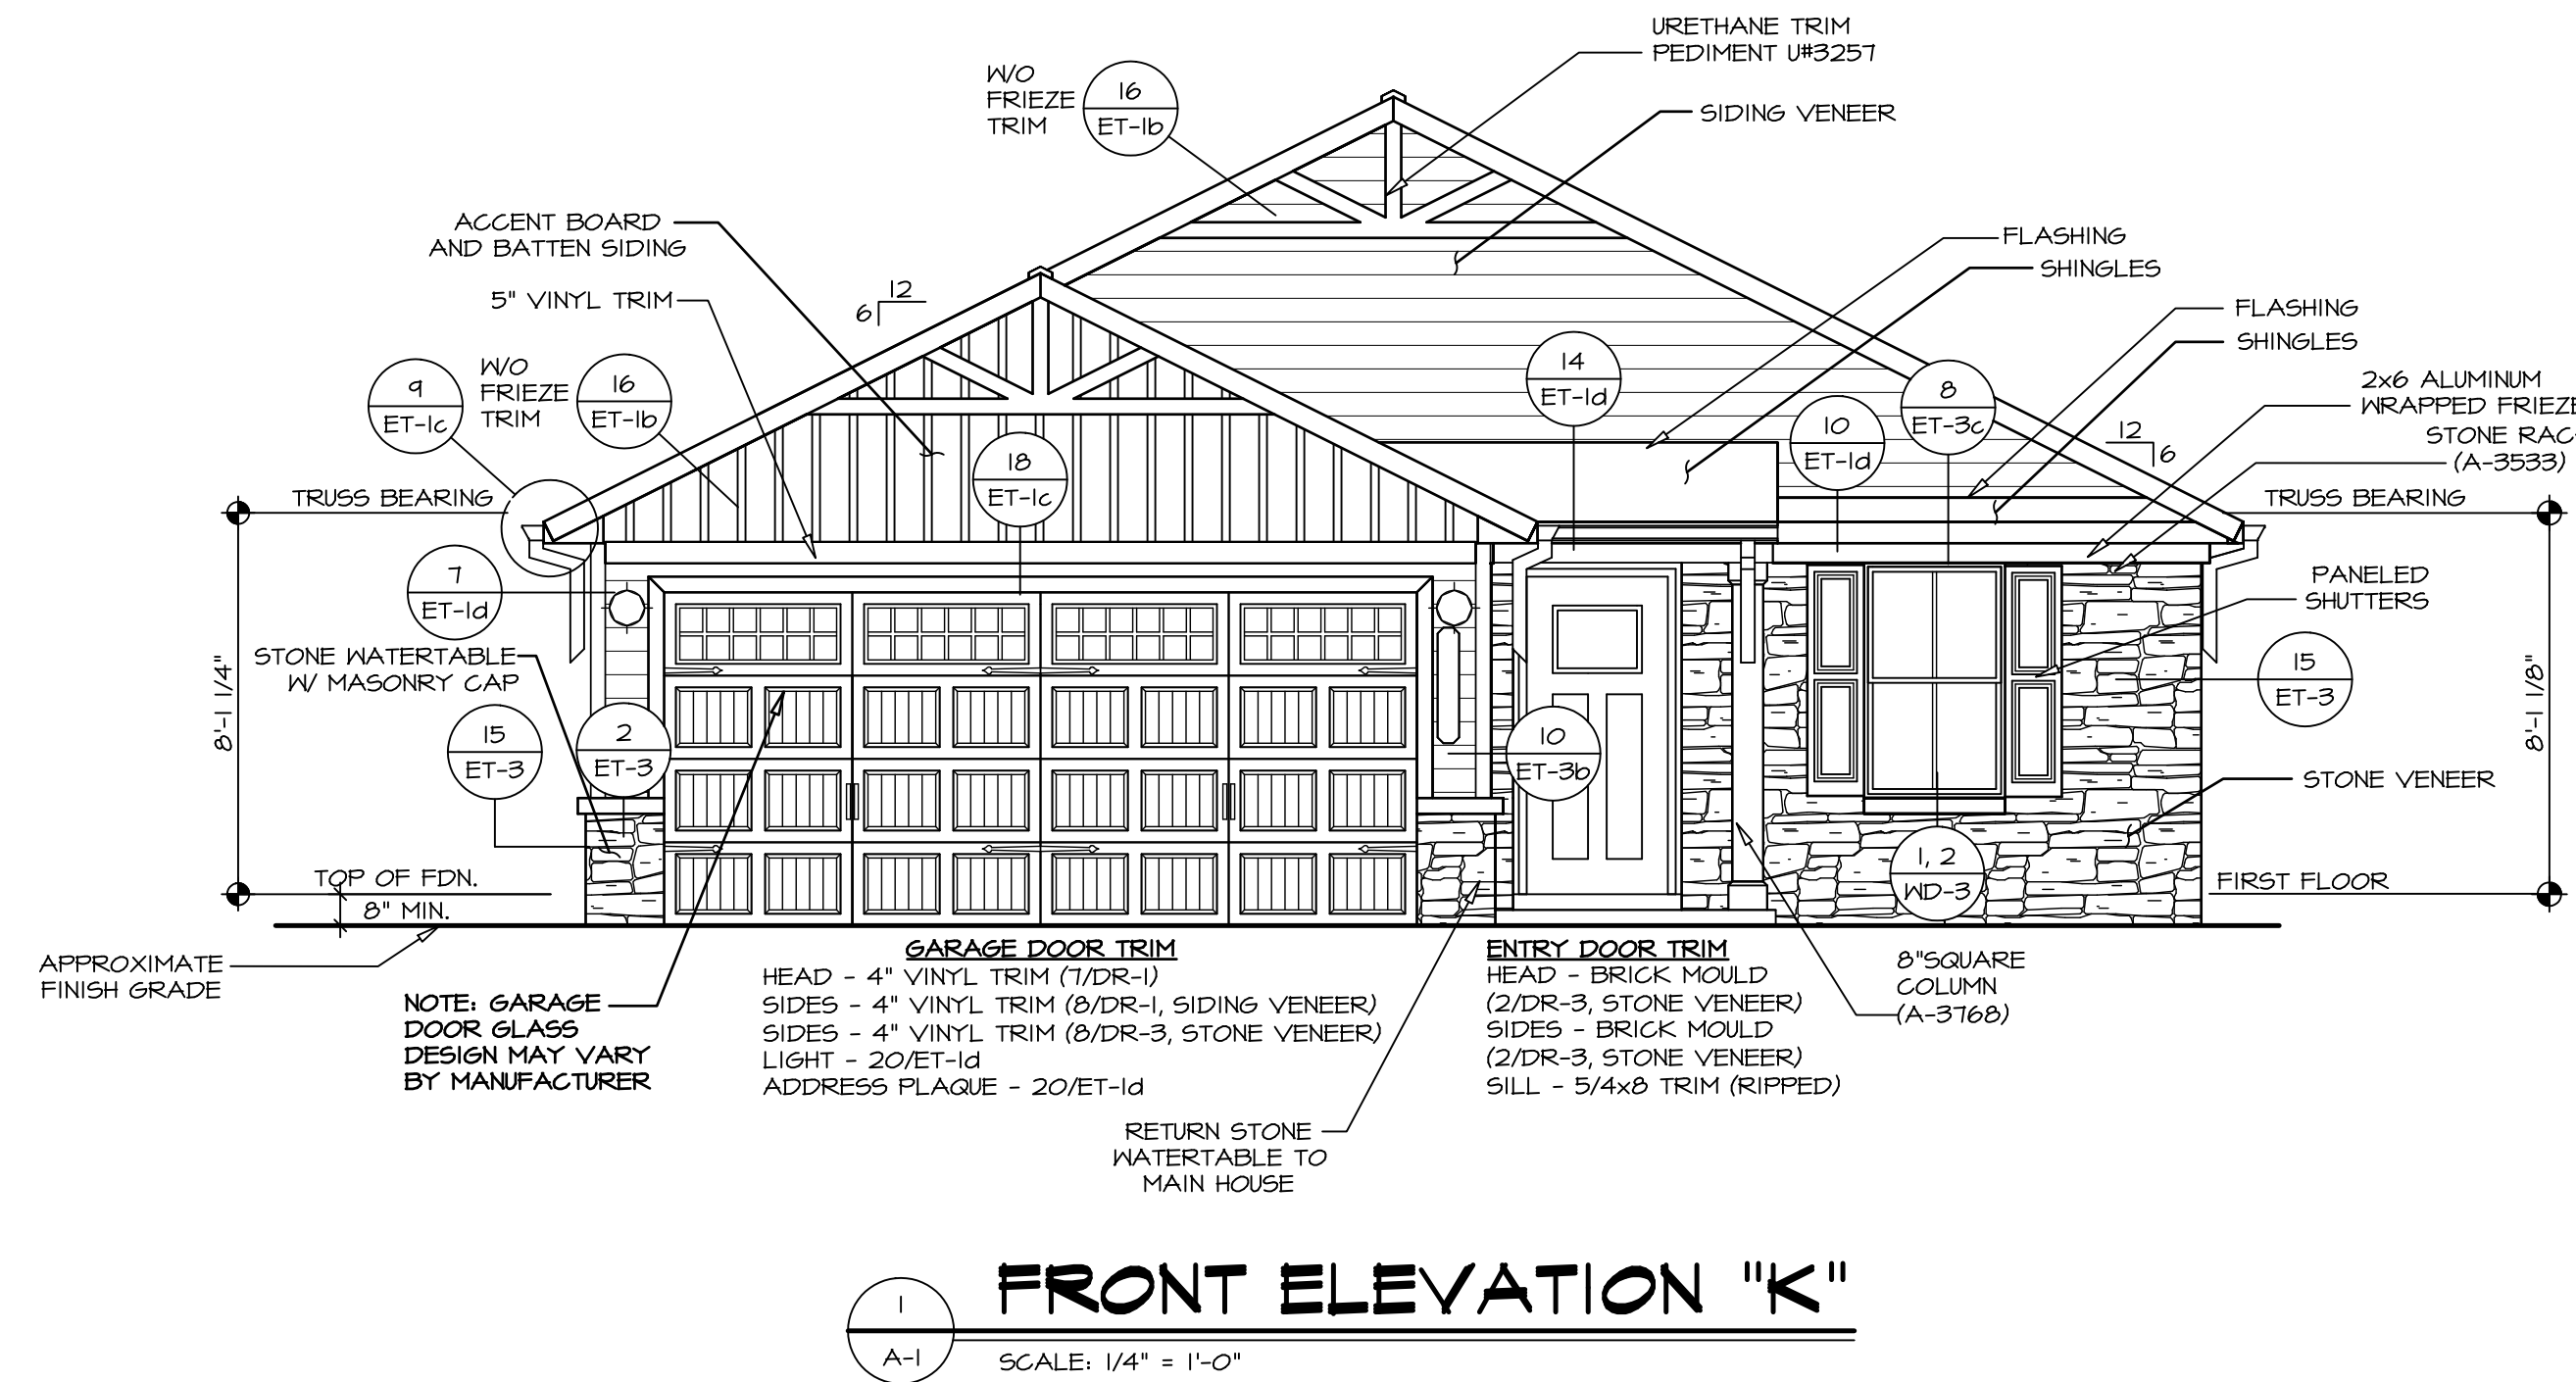 URETHANE TRIM
PEDIMENT U#3257
W/O
FRIEZE
TRIM
16
ET-1b
SIDING VENEER
ACCENT BOARD
AND BATTEN SIDING
FLASHING
SHINGLES
5" VINYL TRIM
12
6
FLASHING
SHINGLES
14
ET-1d
9
ET-1c
W/O
FRIEZE
TRIM
16
ET-1b
8
ET-3c
2x6 ALUMINUM
WRAPPED FRIEZE
10
ET-1d
12
6
STONE RAC
(A-3533)
18
ET-1c
TRUSS BEARING
TRUSS BEARING
7
ET-1d
PANELED
SHUTTERS
STONE WATERTABLE
W/ MASONRY CAP
8'-1 1/4"
15
ET-3
8'-1 1/8"
15
ET-3
2
ET-3
10
ET-3b
STONE VENEER
1, 2
WD-3
TOP OF FDN.
8" MIN.
FIRST FLOOR
APPROXIMATE
FINISH GRADE
NOTE: GARAGE
DOOR GLASS
DESIGN MAY VARY
BY MANUFACTURER
GARAGE DOOR TRIM
HEAD - 4" VINYL TRIM (7/DR-1)
SIDES - 4" VINYL TRIM (8/DR-1, SIDING VENEER)
SIDES - 4" VINYL TRIM (8/DR-3, STONE VENEER)
LIGHT - 20/ET-1d
ADDRESS PLAQUE - 20/ET-1d
ENTRY DOOR TRIM
HEAD - BRICK MOULD
(2/DR-3, STONE VENEER)
SIDES - BRICK MOULD
(2/DR-3, STONE VENEER)
SILL - 5/4x8 TRIM (RIPPED)
8"SQUARE
COLUMN
(A-3768)
RETURN STONE
WATERTABLE TO
MAIN HOUSE
1
A-1
FRONT ELEVATION "K"
SCALE: 1/4" = 1'-0"